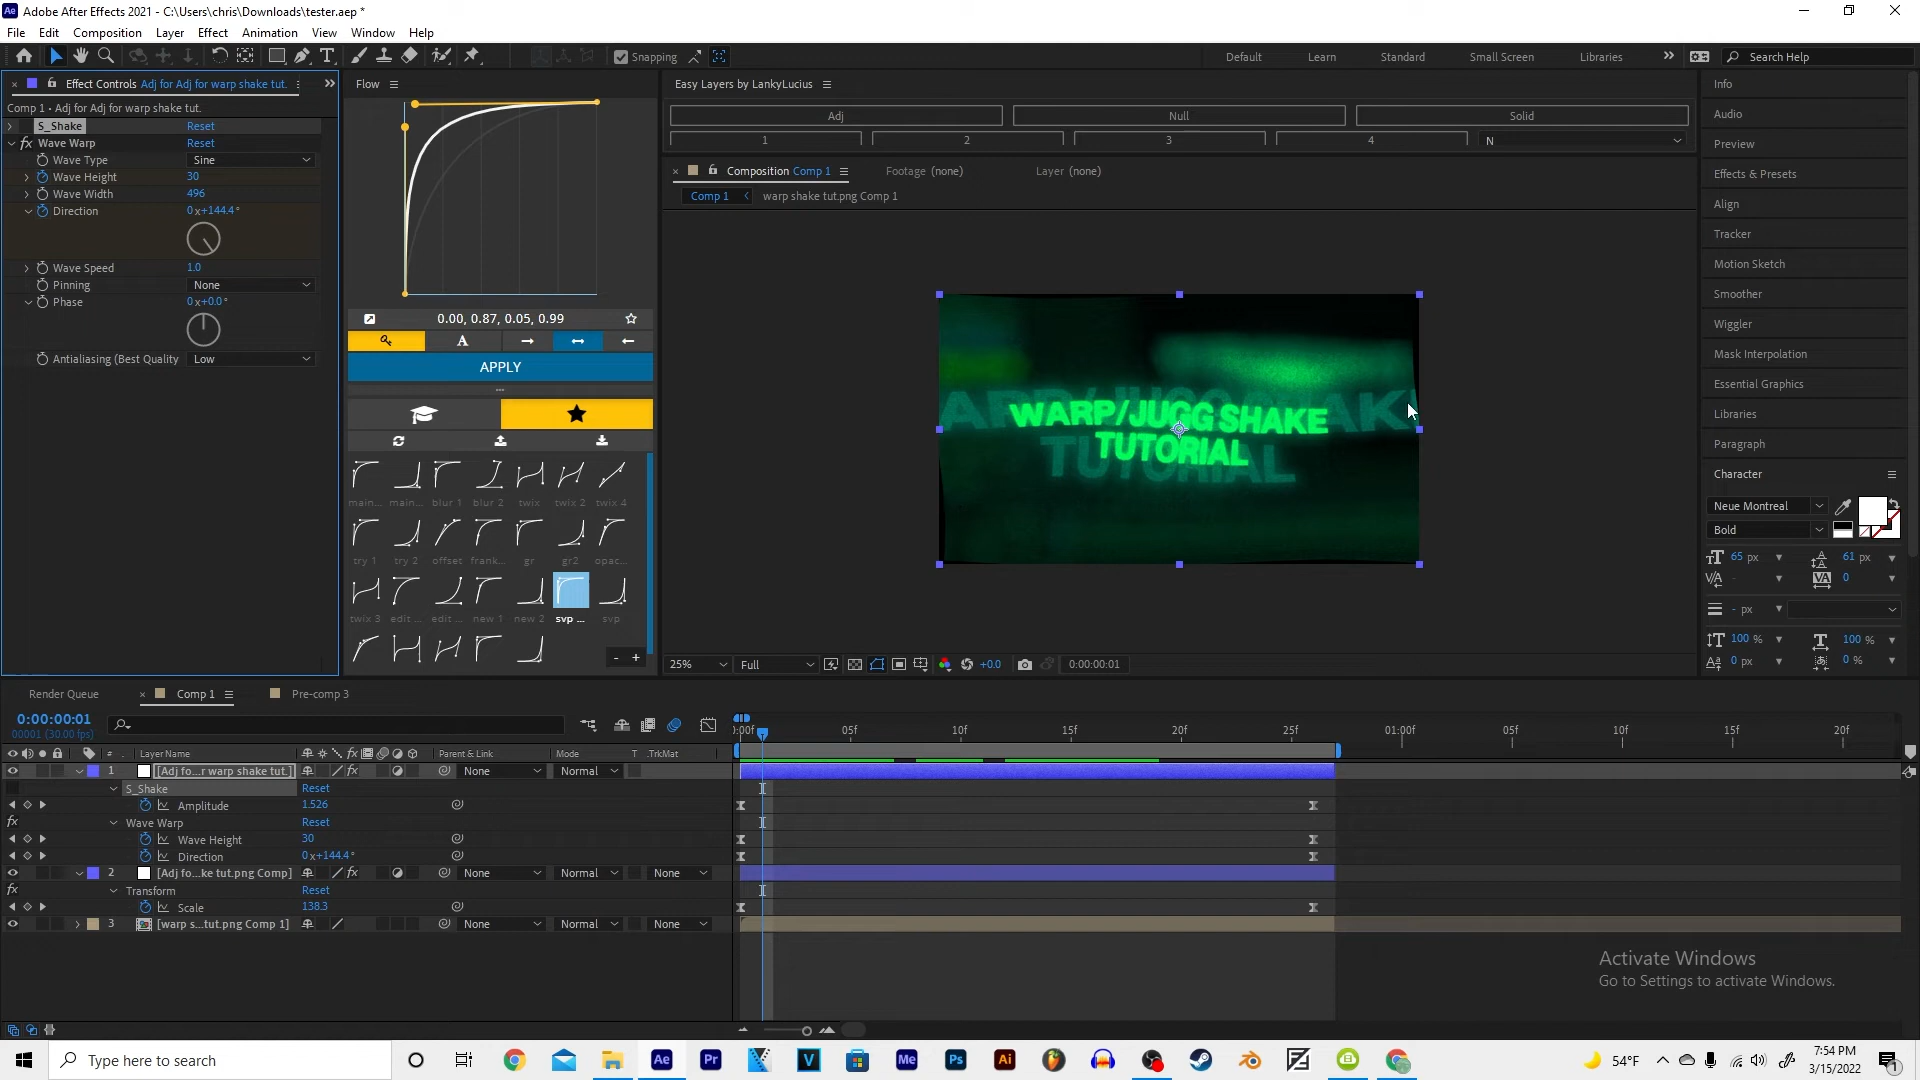 Adobe After Effects 2021 - C:\Users\chris\Downloads\tester.aep *
File Edit Composition Layer Effect Animation View Window Help
Snapping
Default Learn Standard Small Screen Libraries Search Help
Effect Controls Adj for Adj for warp shake tut.
Comp 1 • Adj for Adj for warp shake tut.
S_Shake Reset
Wave Warp Reset
Wave Type Sine
Wave Height 30
Wave Width 496
Direction 0x+144.4°
Wave Speed 1.0
Pinning None
Phase 0x+0.0°
Antialiasing (Best Quality Low
Flow
0.00, 0.87, 0.05, 0.99
A
APPLY
main... main... blur 1 blur 2 twix twix 2 twix 4
try 1 try 2 offset frank... gr gr2 opac...
twix 3 edit ... edit ... new 1 new 2 svp ... svp
- +
Easy Layers by LankyLucius
Adj Null Solid
1 2 3 4 N
Composition Comp 1 Footage (none) Layer (none)
Comp 1 warp shake tut.png Comp 1
WARP/JUGG SHAKE
TUTORIAL
25% Full +0.0 0:00:00:01
Info
Audio
Preview
Effects & Presets
Align
Tracker
Motion Sketch
Smoother
Wiggler
Mask Interpolation
Essential Graphics
Libraries
Paragraph
Character
Neue Montreal
Bold
65 px 61 px
- 0
- px
100 % 100 %
0 px 0 %
Render Queue Comp 1 Pre-comp 3
0:00:00:01
00001 (30.00 fps)
:00f 05f 10f 15f 20f 25f 01:00f 05f 10f 15f 20f
# Layer Name Parent & Link Mode T .TrkMat
1 [Adj fo...r warp shake tut.] None Normal
S_Shake Reset
Amplitude 1.526
Wave Warp Reset
Wave Height 30
Direction 0x+144.4°
2 [Adj fo...ke tut.png Comp] None Normal None
Transform Reset
Scale 138.3
3 [warp s...tut.png Comp 1] None Normal None
Activate Windows
Go to Settings to activate Windows.
Type here to search
54°F
7:54 PM
3/15/2022